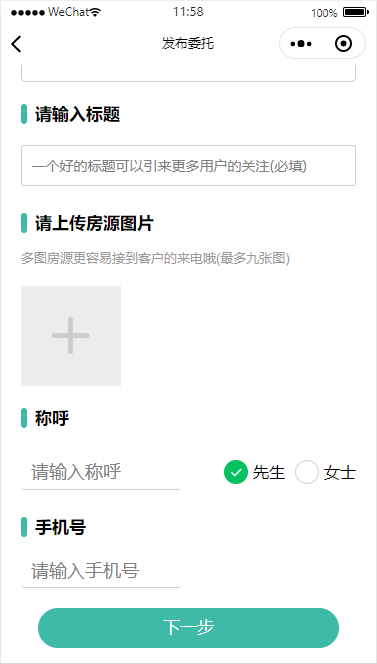 WeChat 11:58 100%
发布委托
请输入标题
一个好的标题可以引来更多用户的关注(必填)
请上传房源图片
多图房源更容易接到客户的来电哦(最多九张图)
称呼
请输入称呼 先生 女士
手机号
请输入手机号
下一步